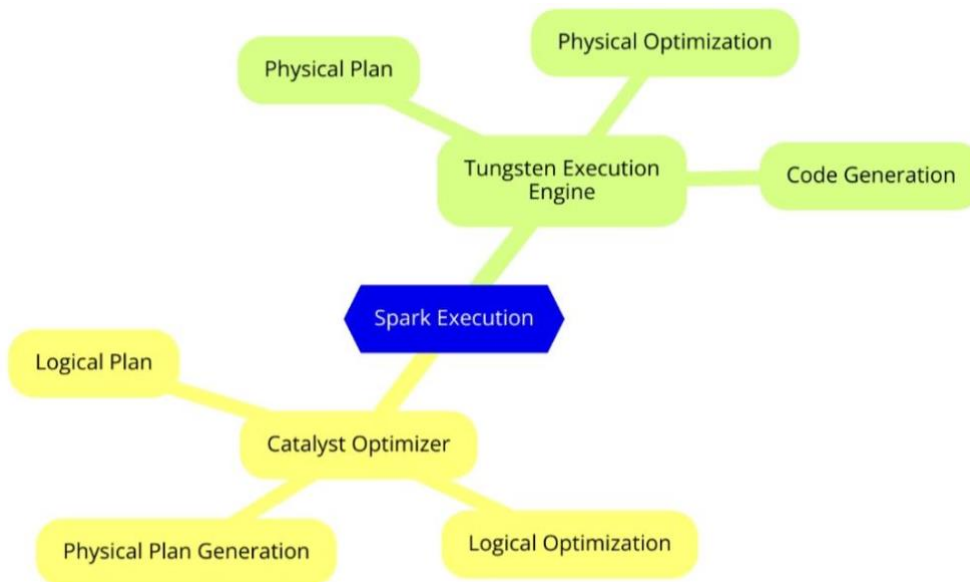 Physical Optimization
Physical Plan
Tungsten Execution
Engine
Code Generation
Spark Execution
Logical Plan
Catalyst Optimizer
Logical Optimization
Physical Plan Generation